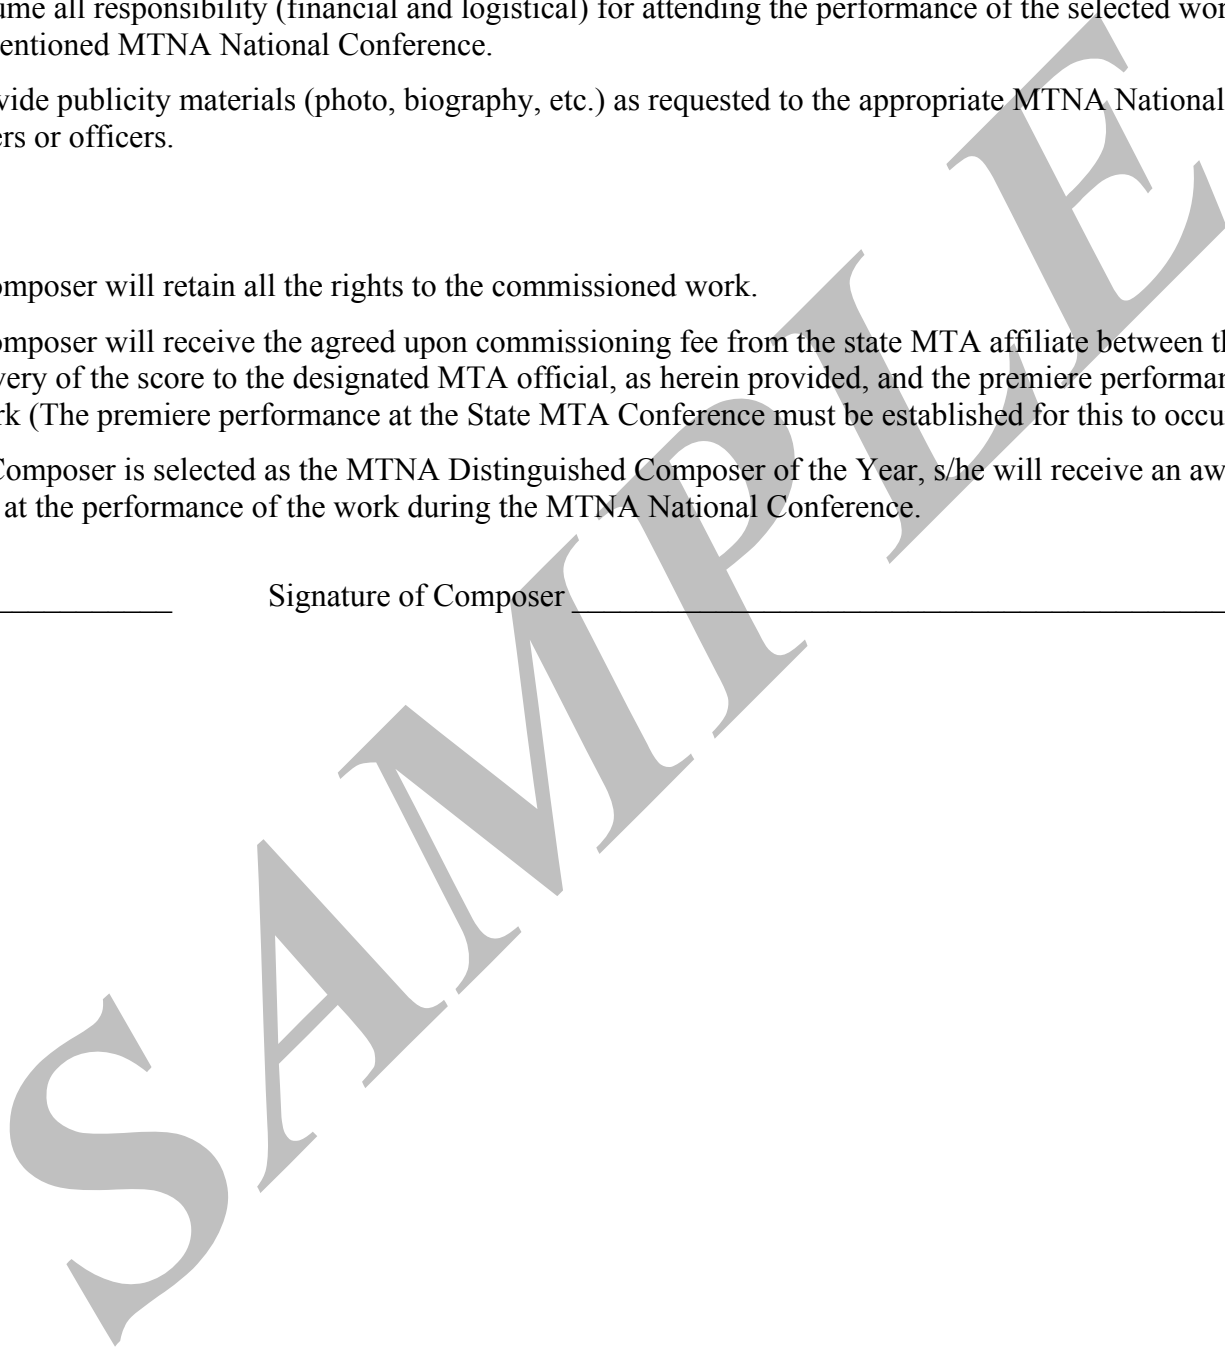 ume all responsibility (financial and logistical) for attending the performance of the selected wor
entioned MTNA National Conference.
vide publicity materials (photo, biography, etc.) as requested to the appropriate MTNA National
ers or officers.
omposer will retain all the rights to the commissioned work.
omposer will receive the agreed upon commissioning fee from the state MTA affiliate between th
very of the score to the designated MTA official, as herein provided, and the premiere performan
rk (The premiere performance at the State MTA Conference must be established for this to occu
Composer is selected as the MTNA Distinguished Composer of the Year, s/he will receive an aw
at the performance of the work during the MTNA National Conference.
Signature of Composer
SAMPLE